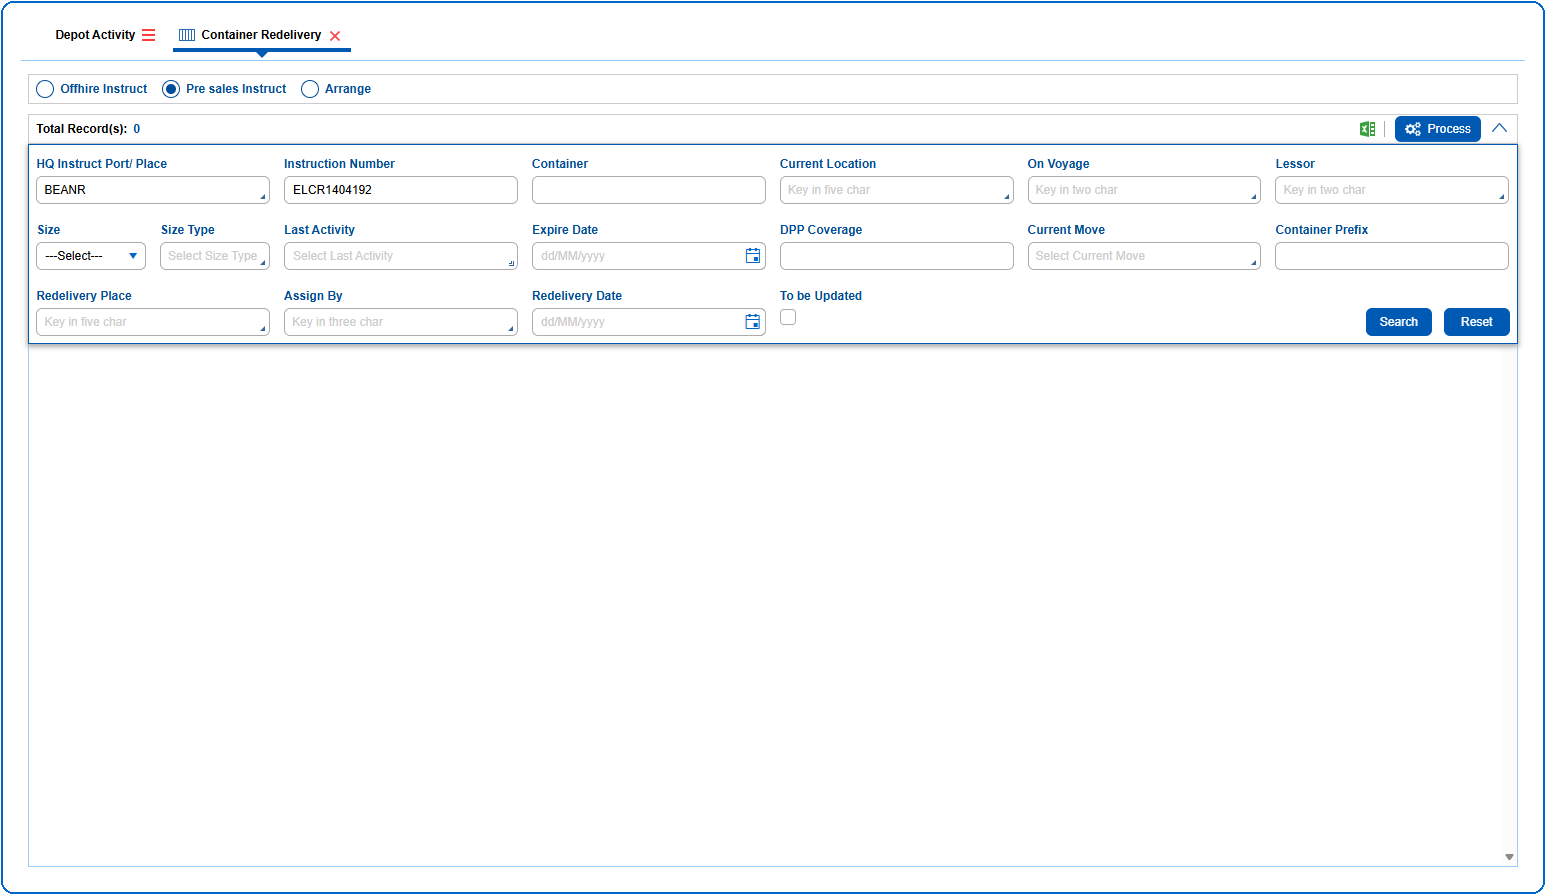 Depot Activity Container Redelivery
Offhire Instruct Pre sales Instruct Arrange
Total Record(s): 0 Process
HQ Instruct Port/ Place Instruction Number Container Current Location On Voyage Lessor
BEANR ELCR1404192 Key in five char Key in two char Key in two char
Size Size Type Last Activity Expire Date DPP Coverage Current Move Container Prefix
---Select--- Select Size Type Select Last Activity dd/MM/yyyy Select Current Move
Redelivery Place Assign By Redelivery Date To be Updated
Key in five char Key in three char dd/MM/yyyy Search Reset